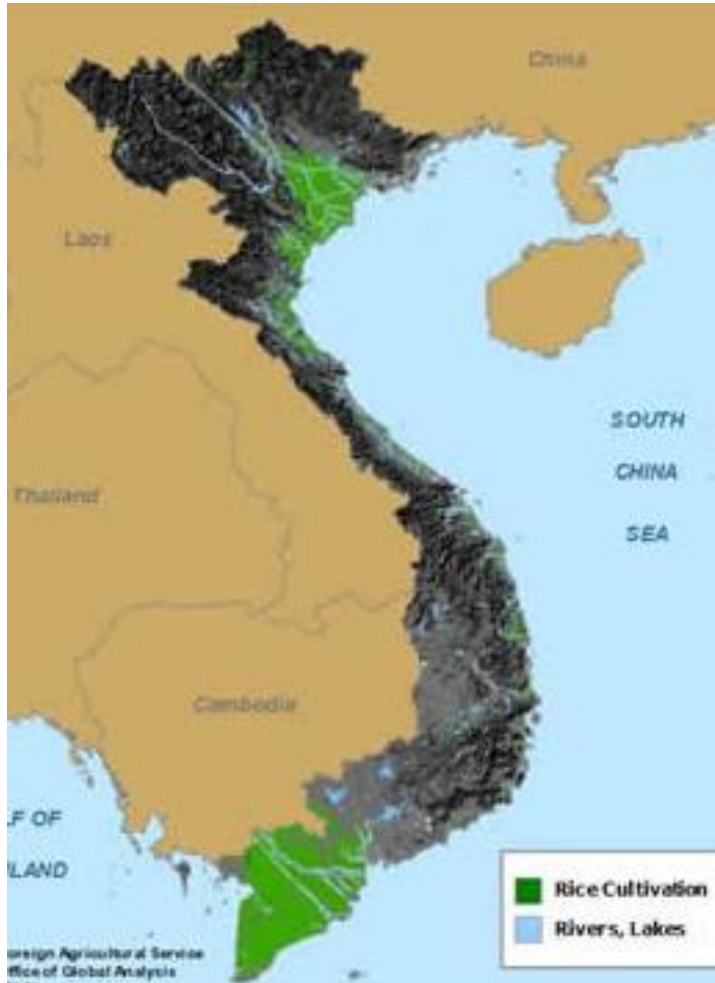 China
Laos
SOUTH
CHINA
Thailand
SEA
Cambodia
LF OF
LAND
Rice Cultivation
Rivers, Lakes
oreign Agricultural Service
ffice of Global Analysis